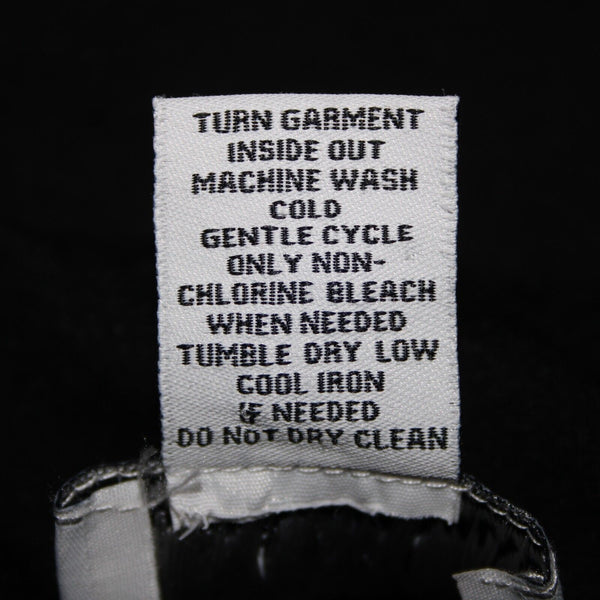 TURN GARMENT
INSIDE OUT
MACHINE WASH
COLD
GENTLE CYCLE
ONLY NON-
CHLORINE BLEACH
WHEN NEEDED
TUMBLE DRY LOW
COOL IRON
IF NEEDED
DO NOT DRY CLEAN